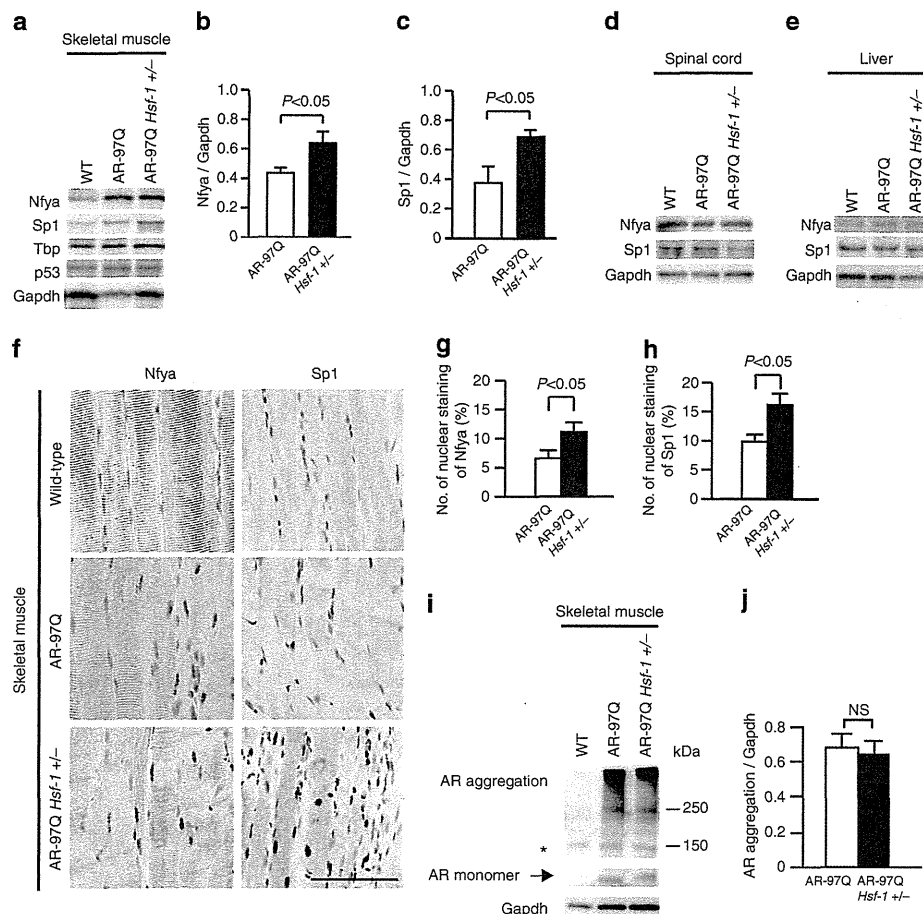 a
Skeletal muscle
WT
AR-97Q
AR-97Q Hsf-1 +/–
Nfya
Sp1
Tbp
p53
Gapdh
b
Nfya / Gapdh
1.0
0.8
0.6
0.4
0.2
0
P<0.05
AR-97Q
AR-97Q
Hsf-1 +/–
c
Sp1 / Gapdh
1.0
0.8
0.6
0.4
0.2
0
P<0.05
AR-97Q
AR-97Q
Hsf-1 +/–
d
Spinal cord
WT
AR-97Q
AR-97Q Hsf-1 +/–
Nfya
Sp1
Gapdh
e
Liver
WT
AR-97Q
AR-97Q Hsf-1 +/–
Nfya
Sp1
Gapdh
f
Nfya
Sp1
Skeletal muscle
Wild-type
AR-97Q
AR-97Q Hsf-1 +/–
g
No. of nuclear staining
of Nfya (%)
20
15
10
5
0
P<0.05
AR-97Q
AR-97Q
Hsf-1 +/–
h
No. of nuclear staining
of Sp1 (%)
20
15
10
5
0
P<0.05
AR-97Q
AR-97Q
Hsf-1 +/–
i
Skeletal muscle
WT
AR-97Q
AR-97Q Hsf-1 +/–
kDa
AR aggregation
250
150
*
AR monomer
Gapdh
j
AR aggregation / Gapdh
0.8
0.6
0.4
0.2
0
NS
AR-97Q
AR-97Q
Hsf-1 +/–